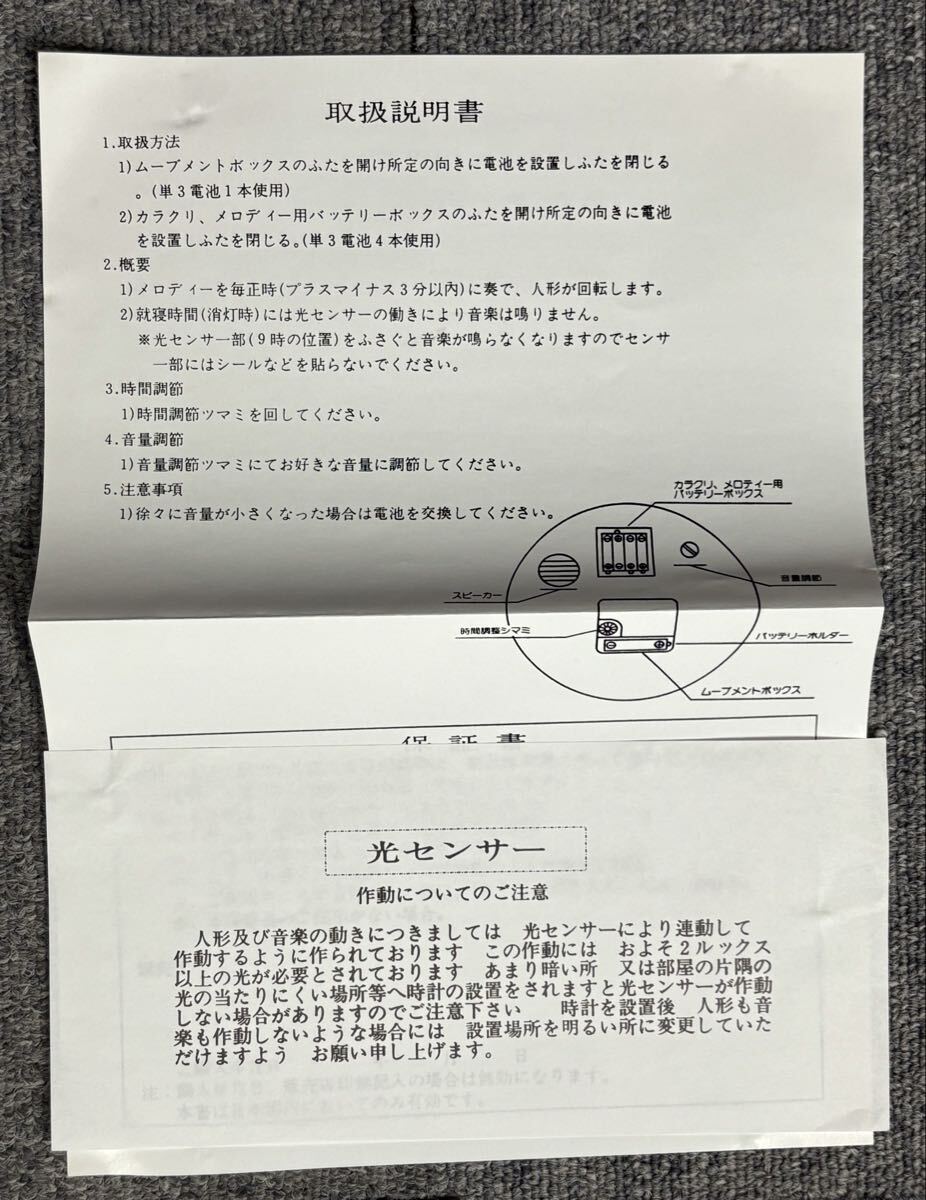 取扱説明書
1.取扱方法
1)ムーブメントボックスのふたを開け所定の向きに電池を設置しふたを閉じる
。(単3電池1本使用)
2)カラクリ、メロディー用バッテリーボックスのふたを開け所定の向きに電池
を設置しふたを閉じる。(単3電池4本使用)
2.概要
1)メロディーを毎正時(プラスマイナス3分以内)に奏で、人形が回転します。
2)就寝時間(消灯時)には光センサーの働きにより音楽は鳴りません。
※光センサー部(9時の位置)をふさぐと音楽が鳴らなくなりますのでセンサ
ー部にはシールなどを貼らないでください。
3.時間調節
1)時間調節ツマミを回してください。
4.音量調節
1)音量調節ツマミにてお好きな音量に調節してください。
5.注意事項
1)徐々に音量が小さくなった場合は電池を交換してください。
カラクリ、メロティー用
バッテリーボックス
スピーカー
音量調節
時間調整シマミ
バッテリーホルダー
ムーブメントボックス
保証書
光センサー
作動についてのご注意
人形及び音楽の動きにつきましては 光センサーにより連動して
作動するように作られております この作動には およそ2ルックス
以上の光が必要とされております あまり暗い所 又は部屋の片隅の
光の当たりにくい場所等へ時計の設置をされますと光センサーが作動
しない場合がありますのでご注意下さい 時計を設置後 人形も音
楽も作動しないような場合には 設置場所を明るい所に変更していた
だけますよう お願い申し上げます。
本書は日本国内においてのみ有効です。